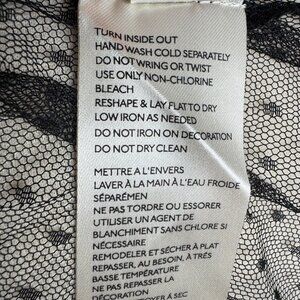 TURN INSIDE OUT
HAND WASH COLD SEPARATELY
DO NOT WRING OR TWIST
USE ONLY NON-CHLORINE
BLEACH
RESHAPE & LAY FLAT TO DRY
LOW IRON AS NEEDED
DO NOT IRON ON DECORATION
DO NOT DRY CLEAN
METTRE A L'ENVERS
LAVER À LA MAIN À L'EAU FROIDE
SÉPARÉMEN
NE PAS TORDRE OU ESSORER
UTILISER UN AGENT DE
BLANCHIMENT SANS CHLORE SI
NÉCESSAIRE
REMODELER ET SÉCHER À PLAT
REPASSER, AU BESOIN, À TRÉS
BASSE TEMPÉRATURE
NE PAS REPASSER LA
DÉCORATION
À SEC